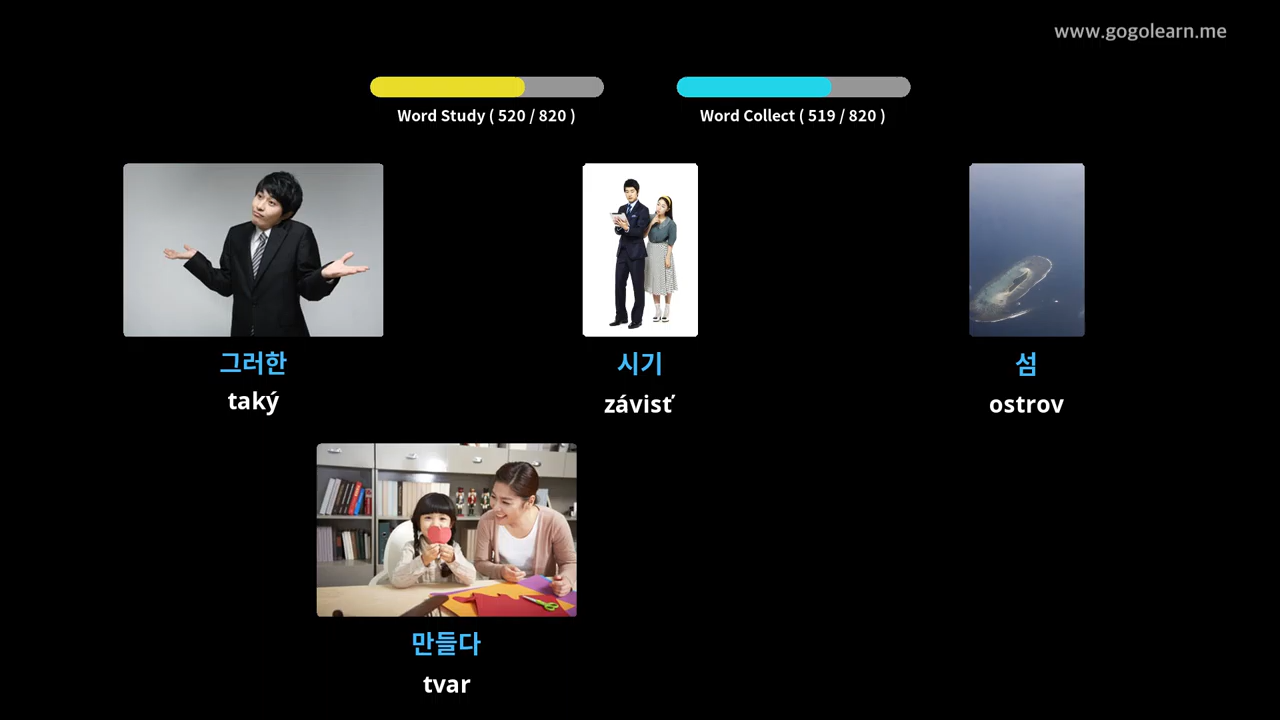 www.gogolearn.me
Word Study ( 520 / 820 )
Word Collect ( 519 / 820 )
그러한
taký
시기
závisť
섬
ostrov
만들다
tvar